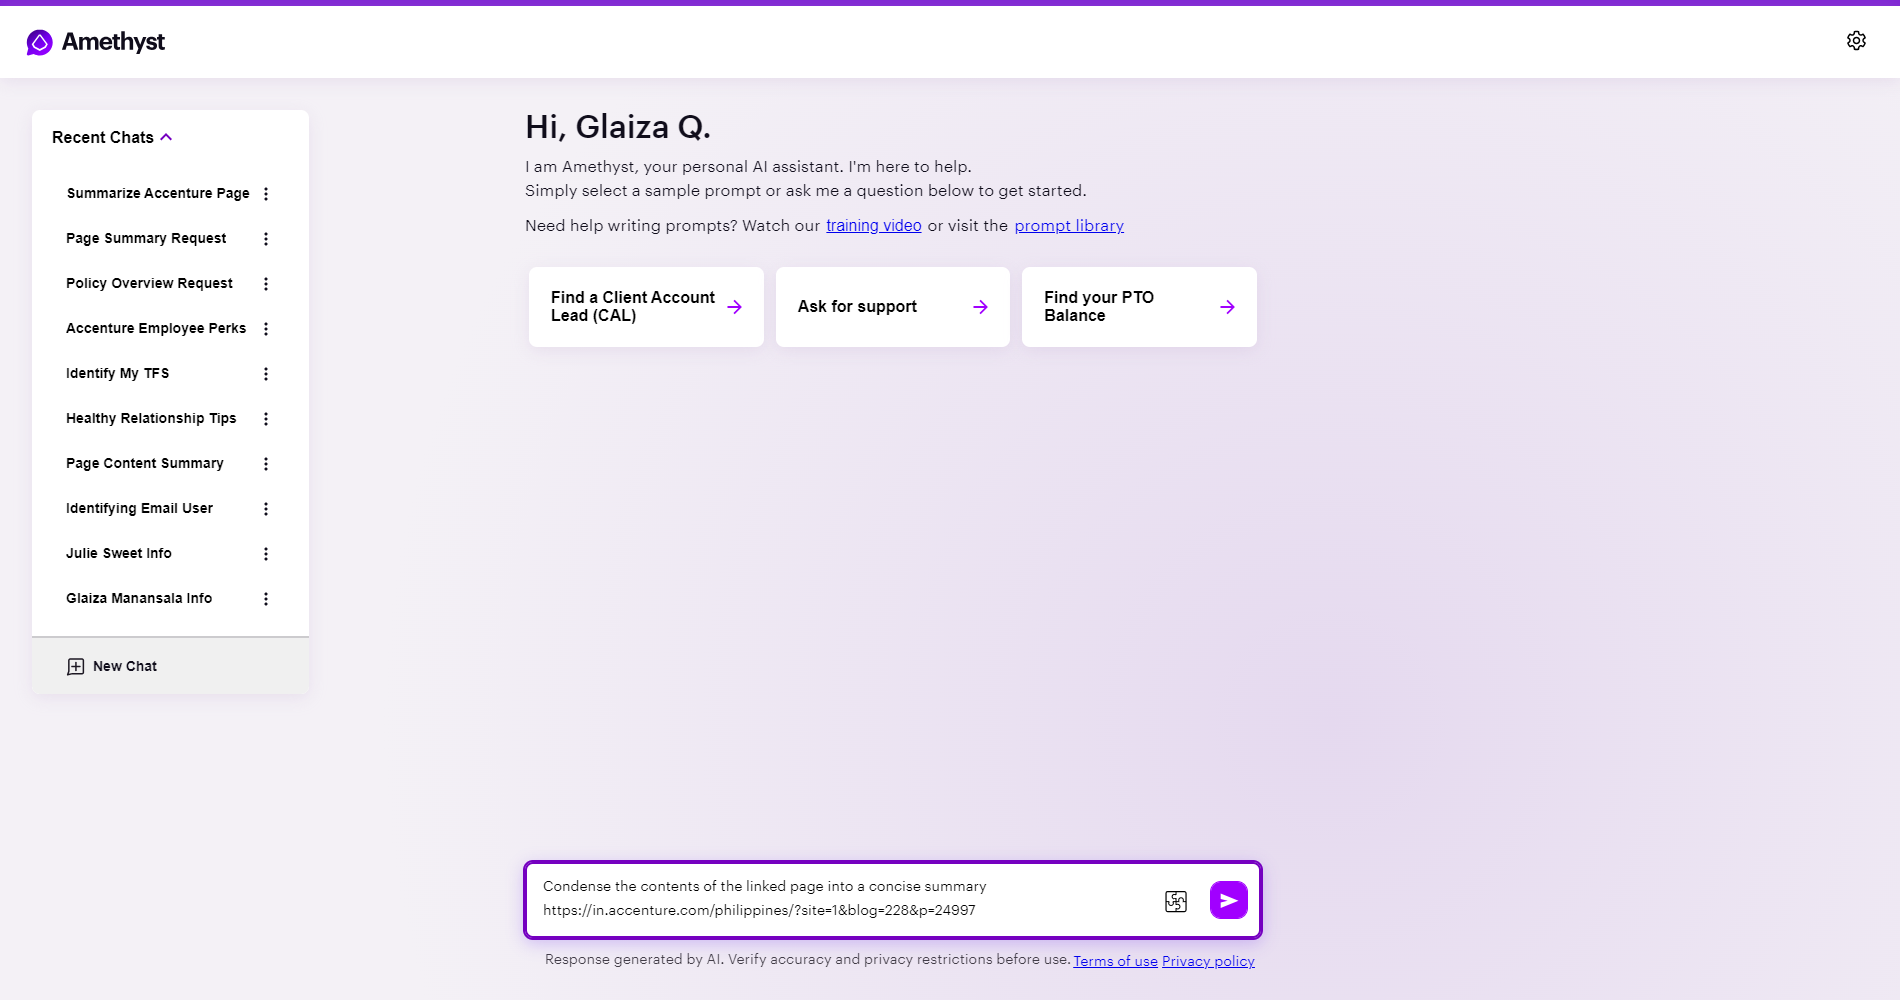 Amethyst
Recent Chats
Summarize Accenture Page
Page Summary Request
Policy Overview Request
Accenture Employee Perks
Identify My TFS
Healthy Relationship Tips
Page Content Summary
Identifying Email User
Julie Sweet Info
Glaiza Manansala Info
New Chat
Hi, Glaiza Q.
I am Amethyst, your personal AI assistant. I'm here to help.
Simply select a sample prompt or ask me a question below to get started.
Need help writing prompts? Watch our training video or visit the prompt library
Find a Client Account
Lead (CAL)
Ask for support
Find your PTO
Balance
Condense the contents of the linked page into a concise summary
https://in.accenture.com/philippines/?site=1&blog=228&p=24997
Response generated by AI. Verify accuracy and privacy restrictions before use. Terms of use Privacy policy